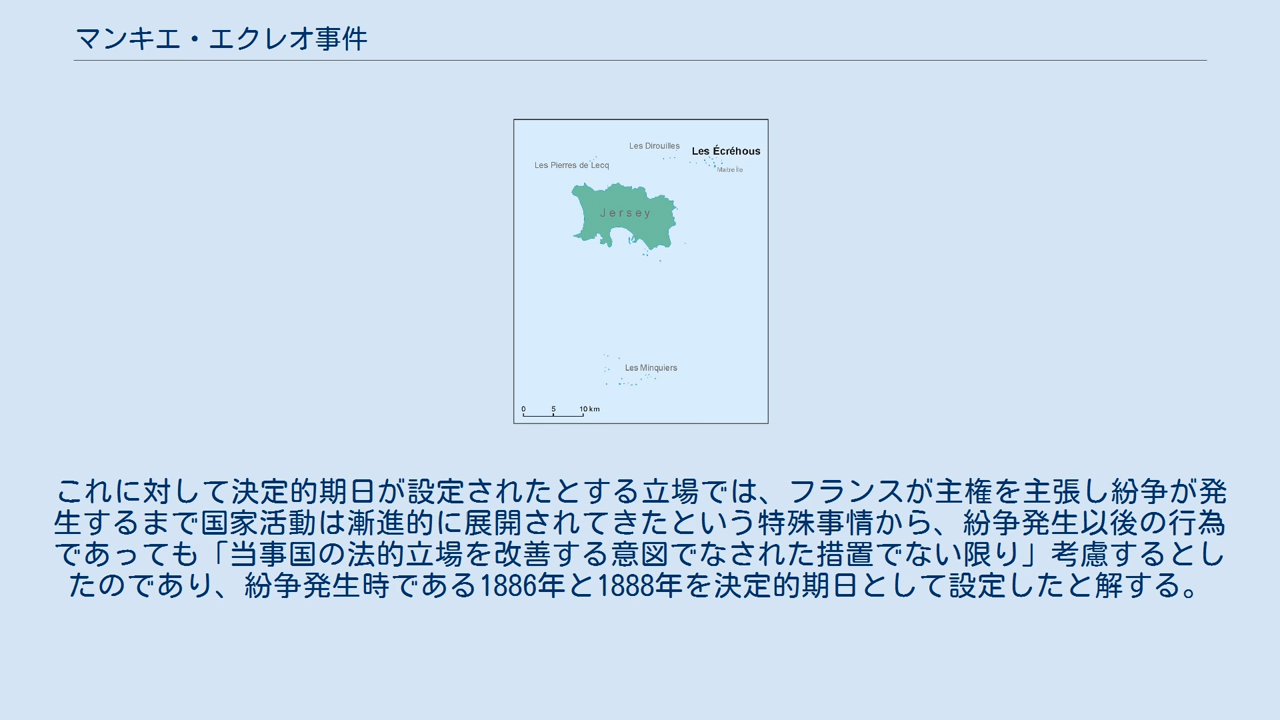 マンキエ・エクレオ事件
Les Dirouilles
Les Écréhous
Les Pierres de Lecq
Maitre Île
Jersey
Les Minquiers
0 5 10 km
これに対して決定的期日が設定されたとする立場では、フランスが主権を主張し紛争が発
生するまで国家活動は漸進的に展開されてきたという特殊事情から、紛争発生以後の行為
であっても「当事国の法的立場を改善する意図でなされた措置でない限り」考慮するとし
たのであり、紛争発生時である1886年と1888年を決定的期日として設定したと解する。